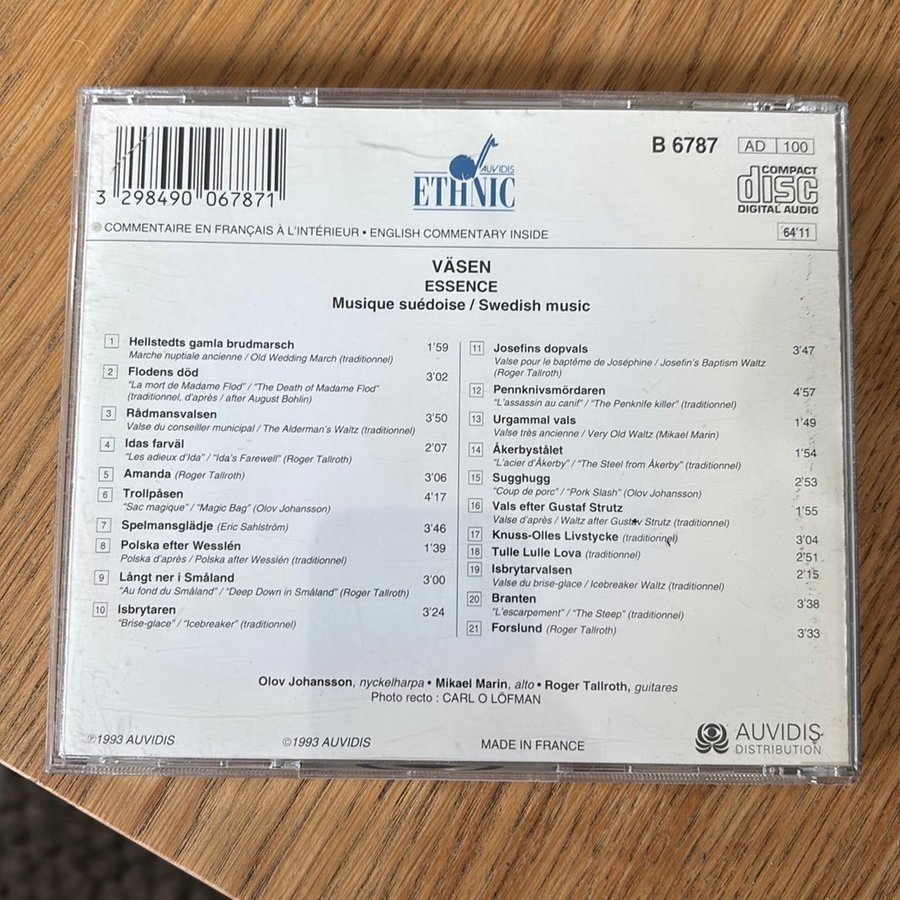 3 298490 067871
AUVIDIS
ETHNIC
B 6787 AD 100
COMPACT
disc
DIGITAL AUDIO
64'11
COMMENTAIRE EN FRANÇAIS À L'INTÉRIEUR • ENGLISH COMMENTARY INSIDE
VÄSEN
ESSENCE
Musique suédoise / Swedish music
1 Hellstedts gamla brudmarsch 1'59
Marche nuptiale ancienne / Old Wedding March (traditionnel)
2 Flodens död 3'02
"La mort de Madame Flod" / "The Death of Madame Flod"
(traditionnel, d'après / after August Bohlin)
3 Rådmansvalsen 3'50
Valse du conseiller municipal / The Alderman's Waltz (traditionnel)
4 Idas farväl 2'07
"Les adieux d'Ida" / "Ida's Farewell" (Roger Tallroth)
5 Amanda (Roger Tallroth) 3'06
6 Trollpåsen 4'17
"Sac magique" / "Magic Bag" (Olov Johansson)
7 Spelmansglädje (Eric Sahlström) 3'46
8 Polska efter Wesslén 1'39
Polska d'après / Polska after Wesslén (traditionnel)
9 Långt ner i Småland 3'00
"Au fond du Småland" / "Deep Down in Småland" (Roger Tallroth)
10 Isbrytaren 3'24
"Brise-glace" / "Icebreaker" (traditionnel)
11 Josefins dopvals 3'47
Valse pour le baptême de Joséphine / Josefin's Baptism Waltz
(Roger Tallroth)
12 Pennknivsmördaren 4'57
"L'assassin au canif" / "The Penknife killer" (traditionnel)
13 Urgammal vals 1'49
Valse très ancienne / Very Old Waltz (Mikael Marin)
14 Åkerbystålet 1'54
"L'acier d'Åkerby" / "The Steel from Åkerby" (traditionnel)
15 Sugghugg 2'53
"Coup de porc" / "Pork Slash" (Olov Johansson)
16 Vals efter Gustaf Strutz 1'55
Valse d'après / Waltz after Gustav Strutz (traditionnel)
17 Knuss-Olles Livstycke (traditionnel) 3'04
18 Tulle Lulle Lova (traditionnel) 2'51
19 Isbrytarvalsen 2'15
Valse du brise-glace / Icebreaker Waltz (traditionnel)
20 Branten 3'38
"L'escarpement" / "The Steep" (traditionnel)
21 Forslund (Roger Tallroth) 3'33
Olov Johansson, nyckelharpa • Mikael Marin, alto • Roger Tallroth, guitares
Photo recto : CARL O LÖFMAN
℗1993 AUVIDIS ©1993 AUVIDIS MADE IN FRANCE
AUVIDIS
DISTRIBUTION